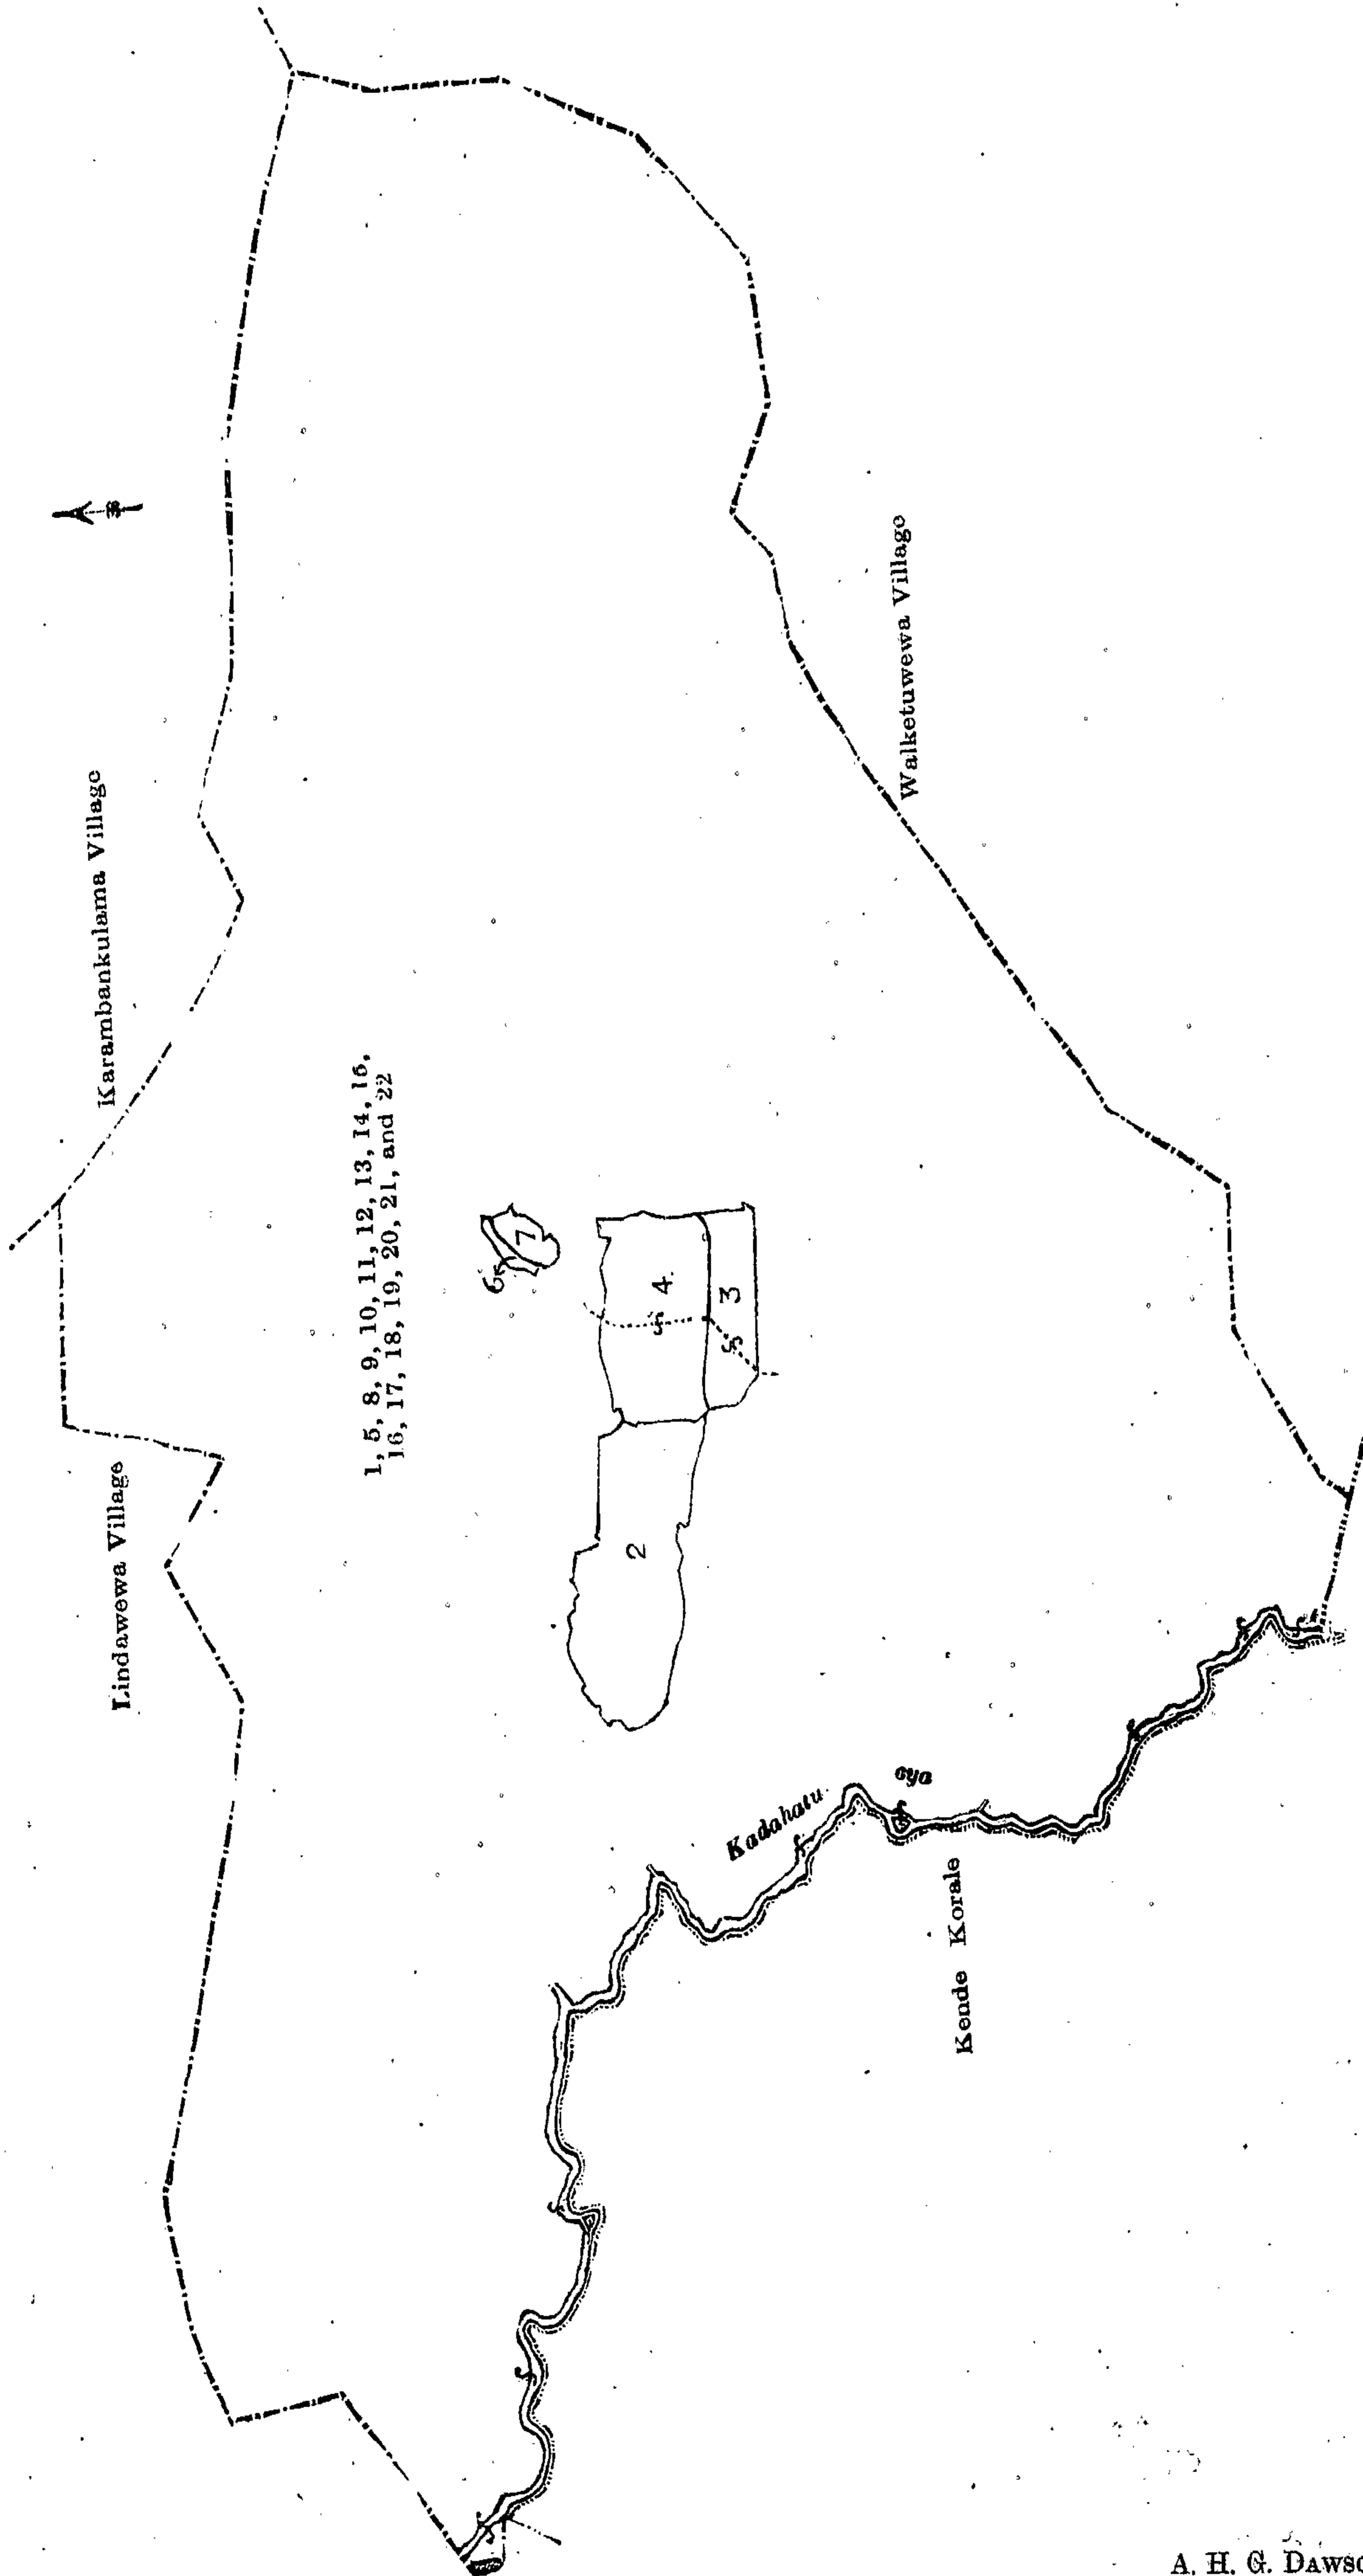 Karambankulama Village
Lindawewa Village
1, 5, 8, 9, 10, 11, 12, 13, 14, 15,
16, 17, 18, 19, 20, 21, and 22
6
7
4
3
2
Walketuwewa Village
Kadahatu oya
Kende Korale
A. H. G. DAWSO